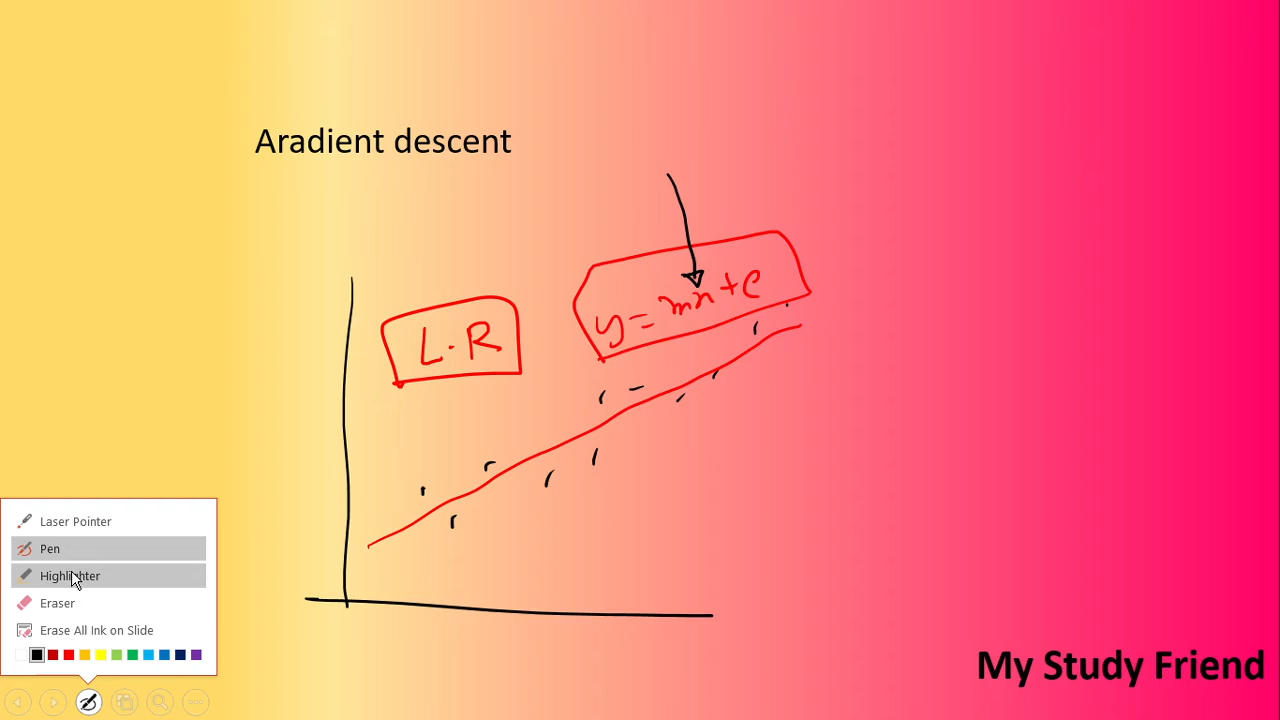 Aradient descent
y = mx + c
L.R
Laser Pointer
Pen
Highlighter
Eraser
Erase All Ink on Slide
My Study Friend